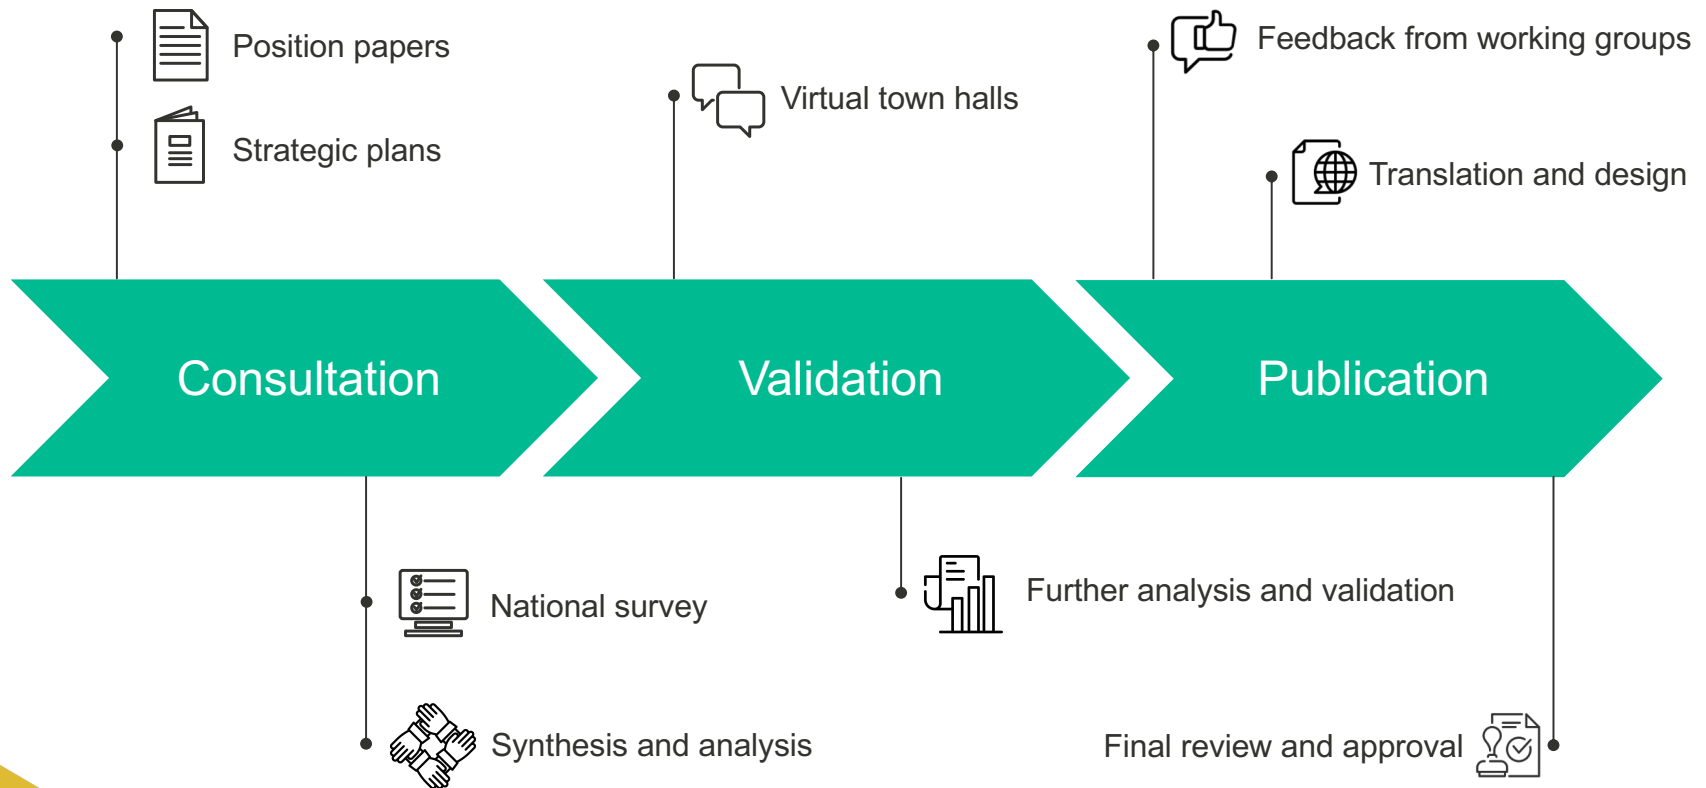 Position papers
Strategic plans
Virtual town halls
Feedback from working groups
Translation and design
Consultation
Validation
Publication
National survey
Synthesis and analysis
Further analysis and validation
Final review and approval